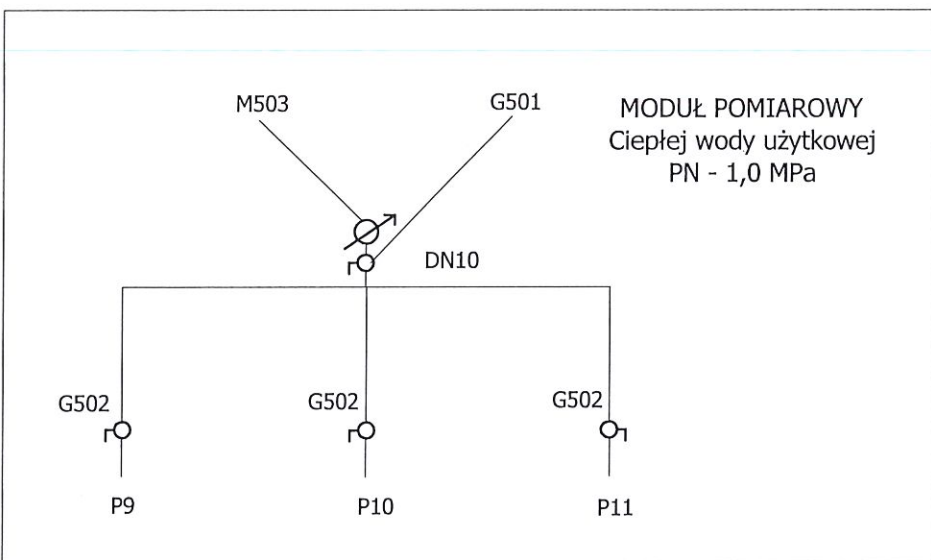 M503
G501
MODUŁ POMIAROWY
Ciepłej wody użytkowej
PN - 1,0 MPa
DN10
G502
G502
G502
P9
P10
P11